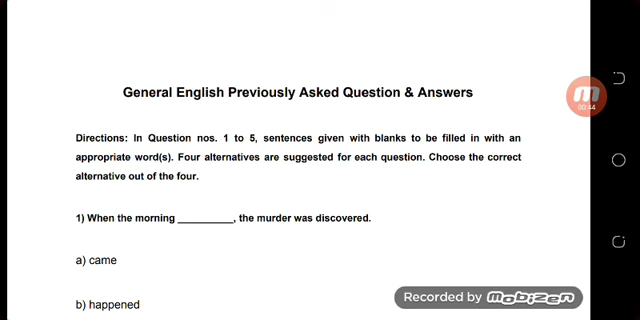 General English Previously Asked Question & Answers
Directions: In Question nos. 1 to 5, sentences given with blanks to be filled in with an
appropriate word(s). Four alternatives are suggested for each question. Choose the correct
alternative out of the four.
1) When the morning __________, the murder was discovered.
a) came
b) happened
00:44
Recorded by mobizen